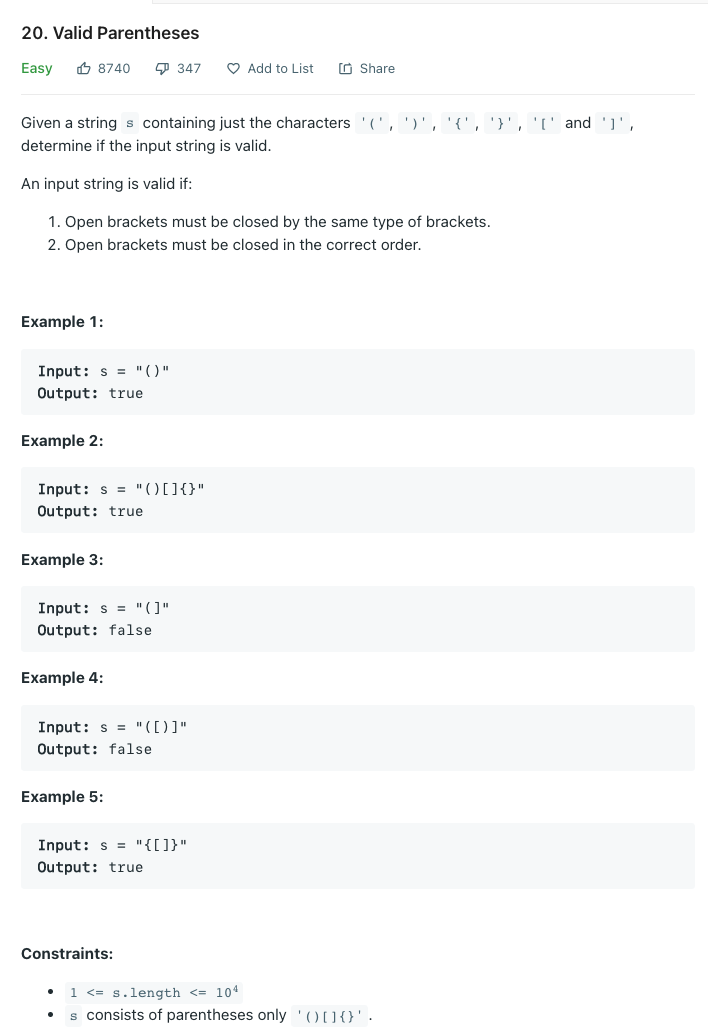 20. Valid Parentheses
Easy 8740 347 Add to List Share
Given a string s containing just the characters '(', ')', '{', '}', '[' and ']',
determine if the input string is valid.
An input string is valid if:
1. Open brackets must be closed by the same type of brackets.
2. Open brackets must be closed in the correct order.
Example 1:
Input: s = "()"
Output: true
Example 2:
Input: s = "()[]{}"
Output: true
Example 3:
Input: s = "(]"
Output: false
Example 4:
Input: s = "([)]"
Output: false
Example 5:
Input: s = "{[]}"
Output: true
Constraints:
• 1 <= s.length <= 10⁴
• s consists of parentheses only '()[]{}'.